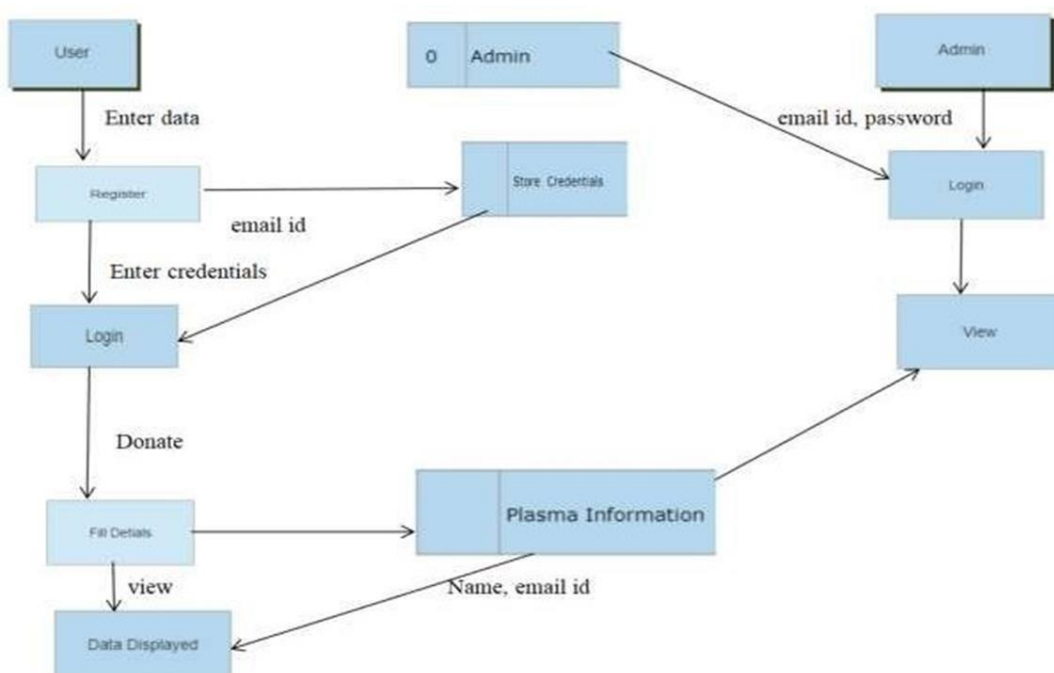 User
0 Admin
Admin
Enter data
email id, password
Register
Store Credentials
Login
email id
Enter credentials
Login
View
Donate
Fill Detials
Plasma Information
view
Name, email id
Data Displayed